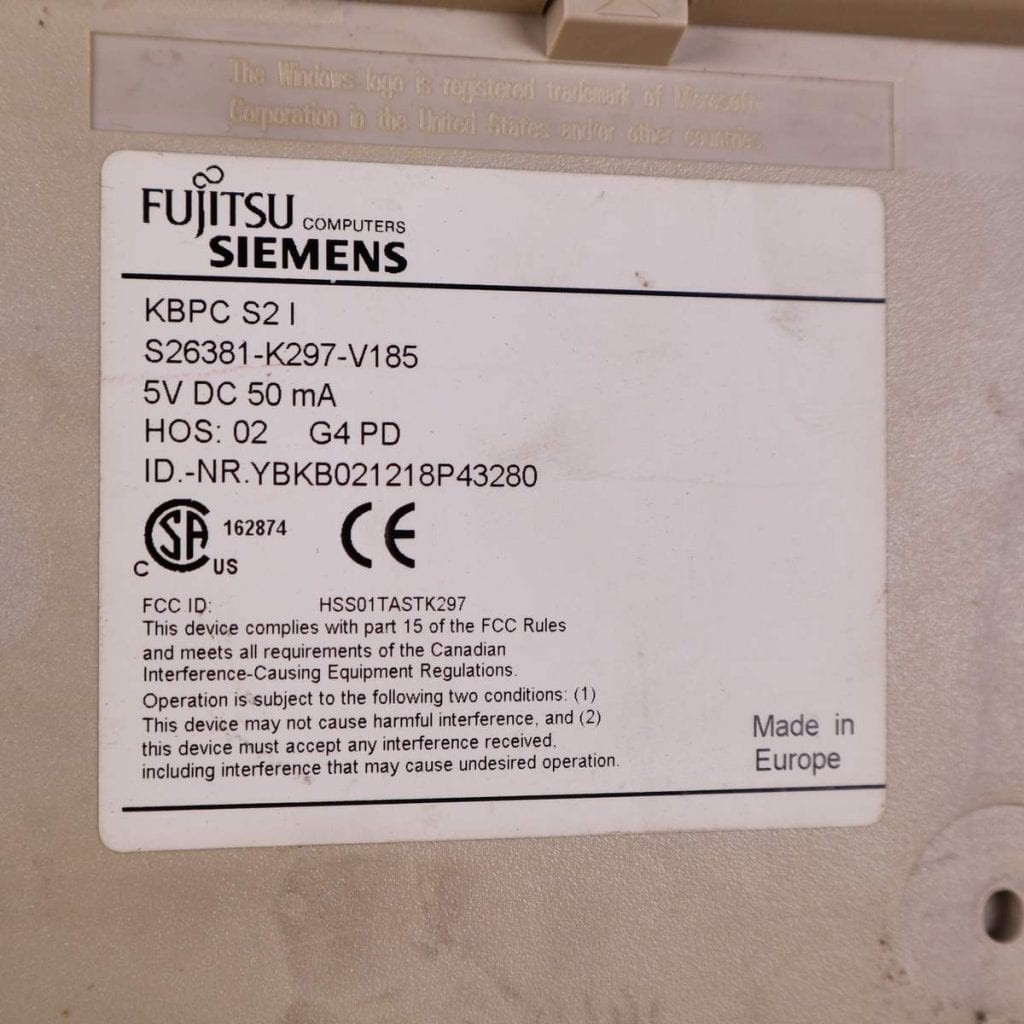 The Windows logo is registered trademark of Microsoft
Corporation in the United States and/or other countries
FUJITSU COMPUTERS
SIEMENS
KBPC S2 I
S26381-K297-V185
5V DC 50 mA
HOS: 02 G4 PD
ID.-NR.YBKB021218P43280
C SA US 162874 CE
FCC ID: HSS01TASTK297
This device complies with part 15 of the FCC Rules
and meets all requirements of the Canadian
Interference-Causing Equipment Regulations.
Operation is subject to the following two conditions: (1)
This device may not cause harmful interference, and (2)
this device must accept any interference received,
including interference that may cause undesired operation.
Made in
Europe